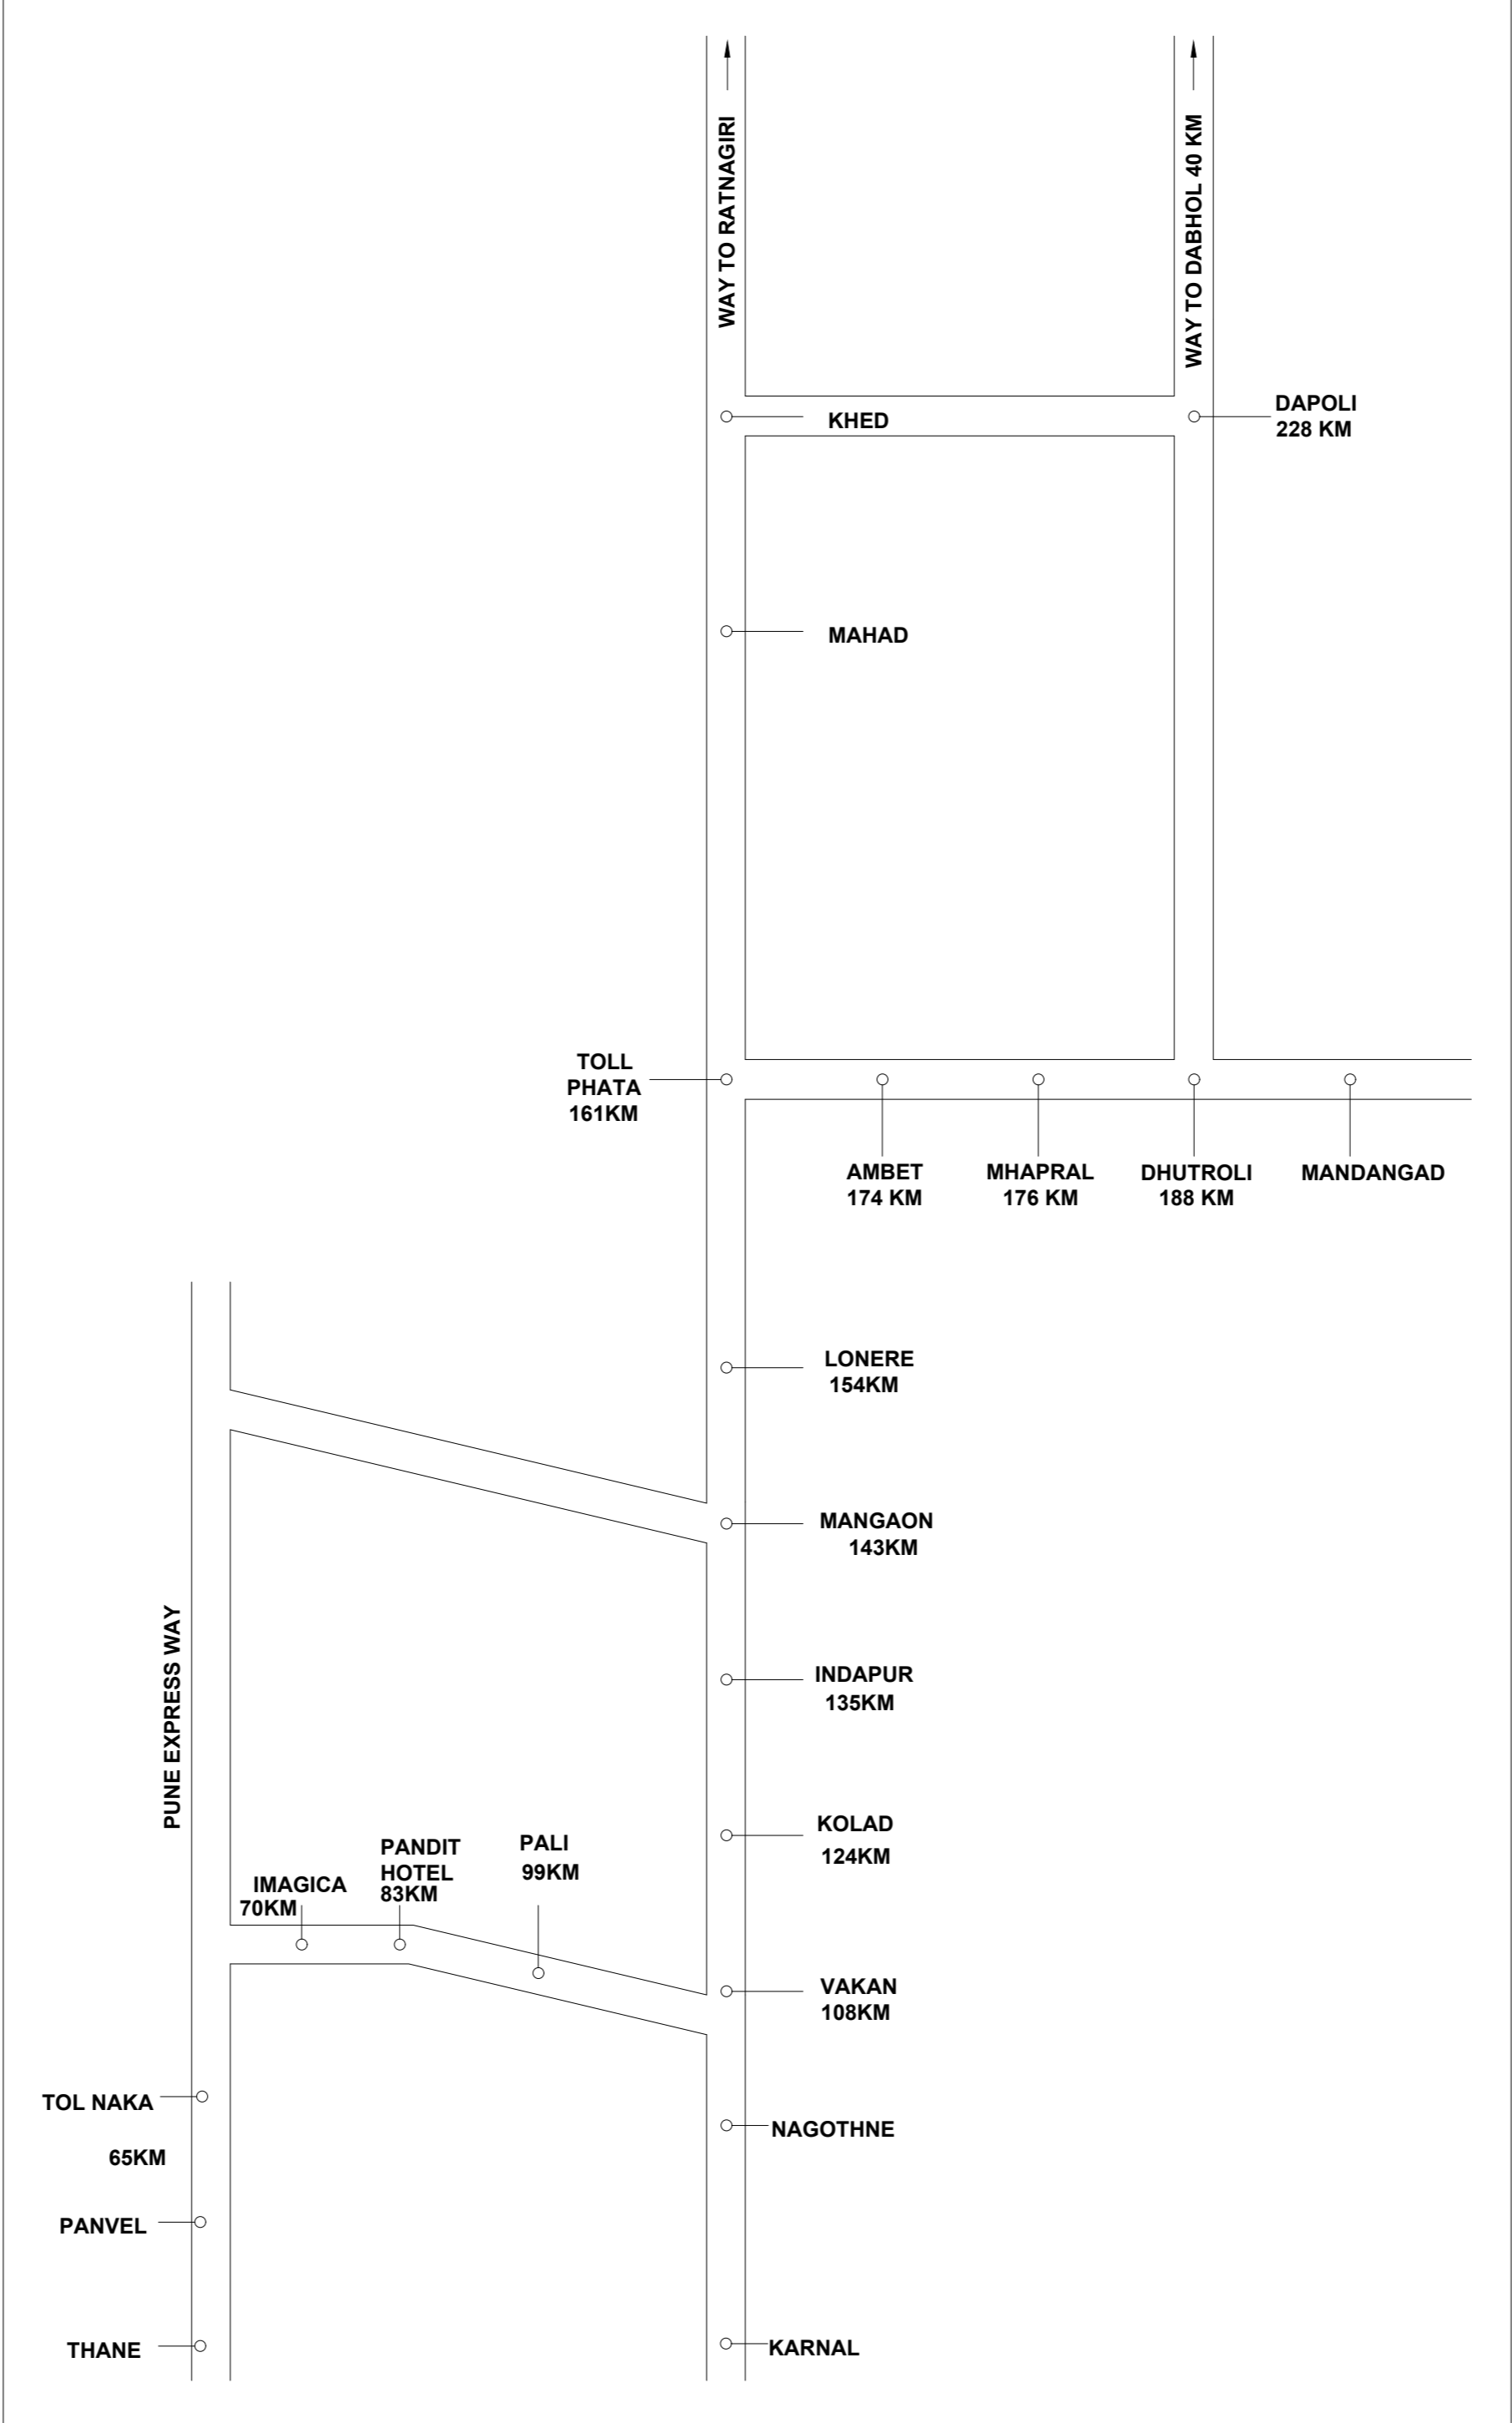 WAY TO RATNAGIRI
WAY TO DABHOL 40 KM
KHED
DAPOLI
228 KM
MAHAD
TOLL
PHATA
161KM
AMBET
174 KM
MHAPRAL
176 KM
DHUTROLI
188 KM
MANDANGAD
LONERE
154KM
MANGAON
143KM
PUNE EXPRESS WAY
INDAPUR
135KM
KOLAD
124KM
IMAGICA
70KM
PANDIT
HOTEL
83KM
PALI
99KM
VAKAN
108KM
TOL NAKA
65KM
NAGOTHNE
PANVEL
THANE
KARNAL